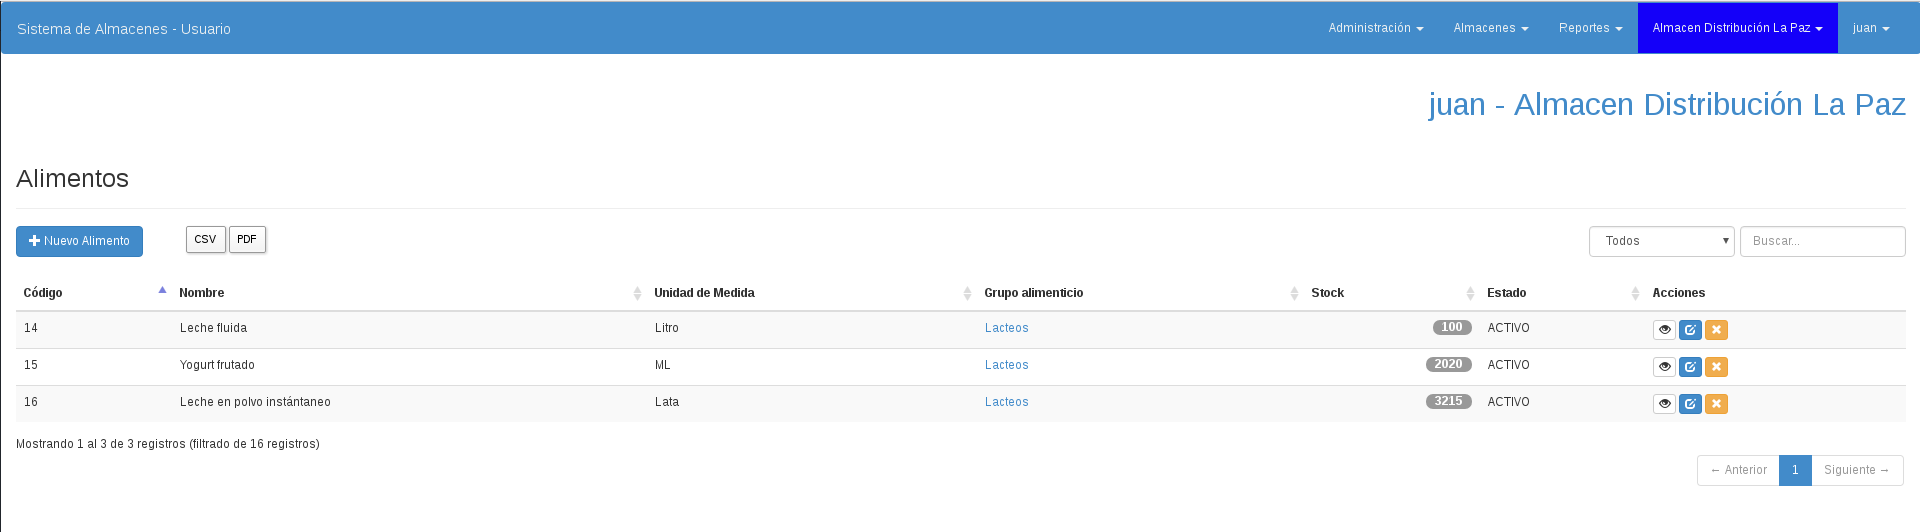 Sistema de Almacenes - Usuario Administración Almacenes Reportes Almacen Distribución La Paz juan
juan - Almacen Distribución La Paz
Alimentos
Nuevo Alimento CSV PDF Todos Buscar...
Código Nombre Unidad de Medida Grupo alimenticio Stock Estado Acciones
14 Leche fluida Litro Lacteos 100 ACTIVO
15 Yogurt frutado ML Lacteos 2020 ACTIVO
16 Leche en polvo instántaneo Lata Lacteos 3215 ACTIVO
Mostrando 1 al 3 de 3 registros (filtrado de 16 registros)
← Anterior 1 Siguiente →